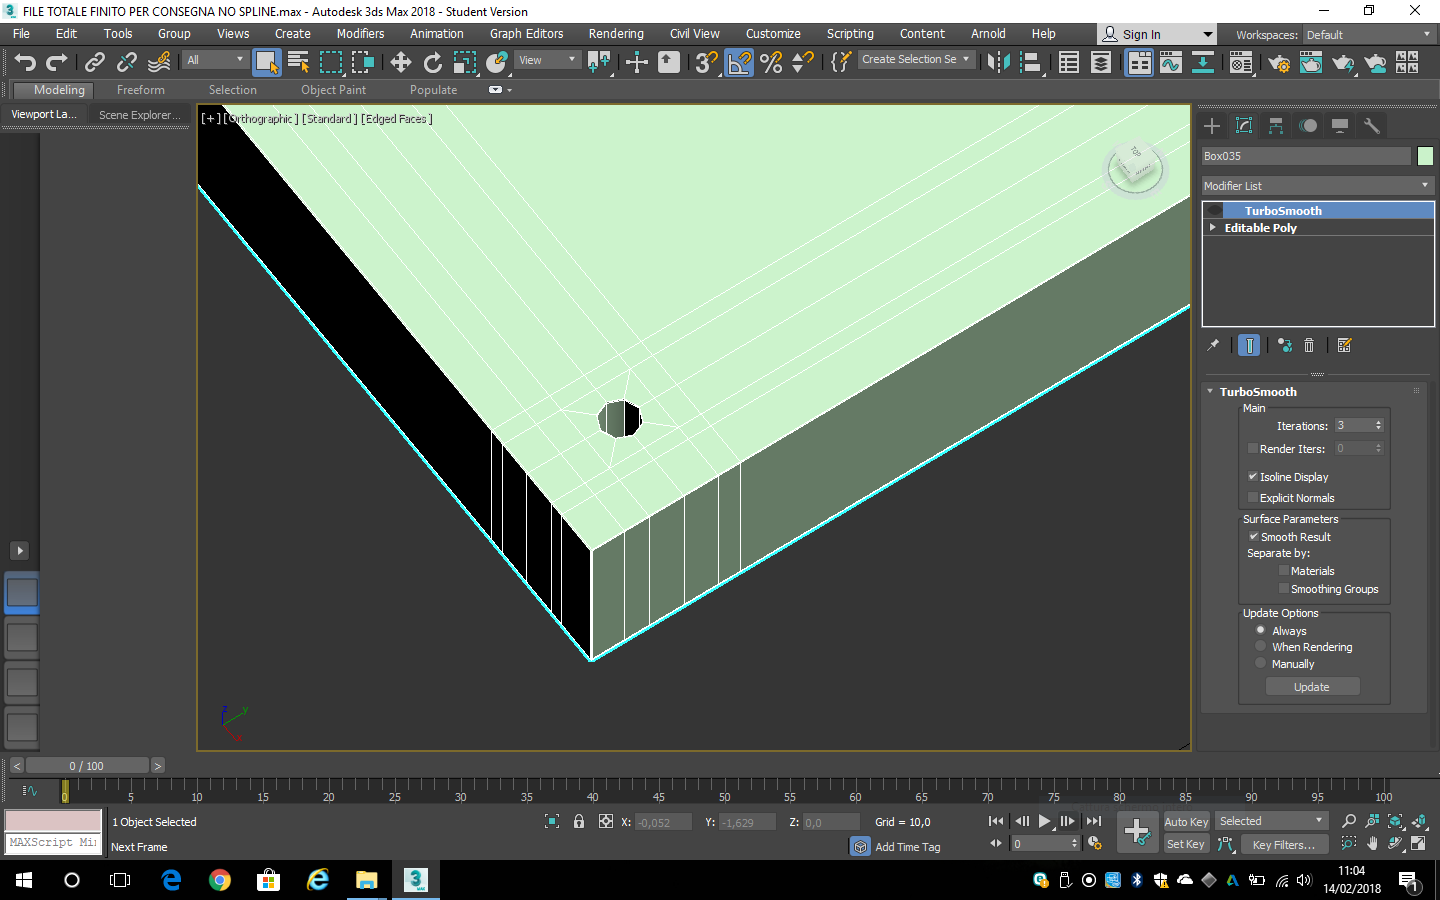 FILE TOTALE FINITO PER CONSEGNA NO SPLINE.max - Autodesk 3ds Max 2018 - Student Version
File Edit Tools Group Views Create Modifiers Animation Graph Editors Rendering Civil View Customize Scripting Content Arnold Help Sign In Workspaces: Default
All View 3 Create Selection Se
Modeling Freeform Selection Object Paint Populate
Viewport La... Scene Explorer...
[+] [Orthographic] [Standard] [Edged Faces]
TOP
Box035
Modifier List
TurboSmooth
Editable Poly
TurboSmooth
Main
Iterations: 3
Render Iters: 0
Isoline Display
Explicit Normals
Surface Parameters
Smooth Result
Separate by:
Materials
Smoothing Groups
Update Options
Always
When Rendering
Manually
Update
z y
< 0 / 100 >
0 5 10 15 20 25 30 35 40 45 50 55 60 65 70 75 80 85 90 95 100
1 Object Selected X: -0,052 Y: -1,629 Z: 0,0 Grid = 10,0 Auto Key Selected
MAXScript Mi
Next Frame Add Time Tag 0 Set Key Key Filters...
11:04
14/02/2018
1